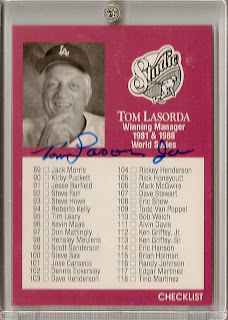 LA
Studio
TOM LASORDA
Winning Manager
1981 & 1988
World Series
Tom Lasorda
89 □ Jack Morris
90 □ Kirby Puckett
91 □ Jesse Barfield
92 □ Steve Farr
93 □ Steve Howe
94 □ Roberto Kelly
95 □ Tim Leary
96 □ Kevin Maas
97 □ Don Mattingly
98 □ Hensley Meulens
99 □ Scott Sanderson
100 □ Steve Sax
101 □ Jose Canseco
102 □ Dennis Eckersley
103 □ Dave Henderson
104 □ Rickey Henderson
105 □ Rick Honeycutt
106 □ Mark McGwire
107 □ Dave Stewart
108 □ Eric Show
109 □ Todd Van Poppel
110 □ Bob Welch
111 □ Alvin Davis
112 □ Ken Griffey, Jr.
113 □ Ken Griffey, Sr.
114 □ Eric Hanson
115 □ Brian Holman
116 □ Randy Johnson
117 □ Edgar Martinez
118 □ Tino Martinez
CHECKLIST